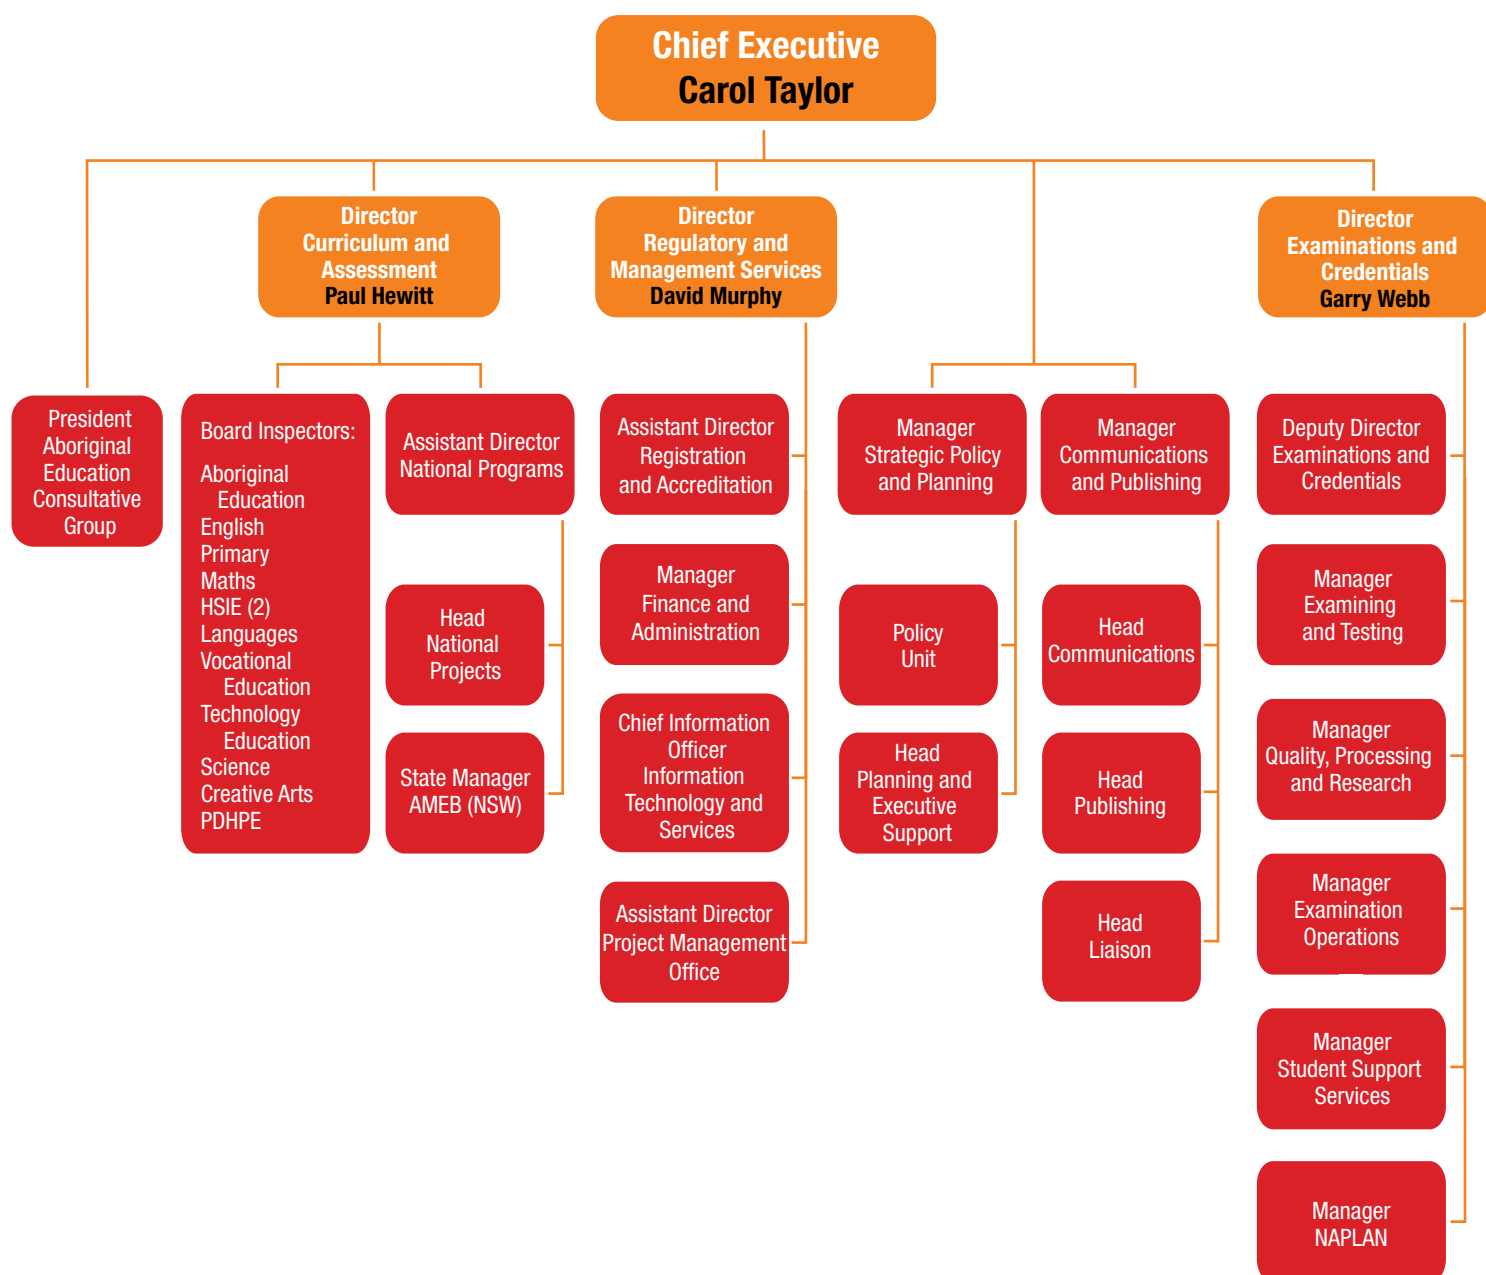 Chief Executive
Carol Taylor
Director
Curriculum and
Assessment
Paul Hewitt
Director
Regulatory and
Management Services
David Murphy
Director
Examinations and
Credentials
Garry Webb
President
Aboriginal
Education
Consultative
Group
Board Inspectors:
Aboriginal
Education
English
Primary
Maths
HSIE (2)
Languages
Vocational
Education
Technology
Education
Science
Creative Arts
PDHPE
Assistant Director
National Programs
Head
National
Projects
State Manager
AMEB (NSW)
Assistant Director
Registration
and Accreditation
Manager
Finance and
Administration
Chief Information
Officer
Information
Technology and
Services
Assistant Director
Project Management
Office
Manager
Strategic Policy
and Planning
Policy
Unit
Head
Planning and
Executive
Support
Manager
Communications
and Publishing
Head
Communications
Head
Publishing
Head
Liaison
Deputy Director
Examinations and
Credentials
Manager
Examining
and Testing
Manager
Quality, Processing
and Research
Manager
Examination
Operations
Manager
Student Support
Services
Manager
NAPLAN